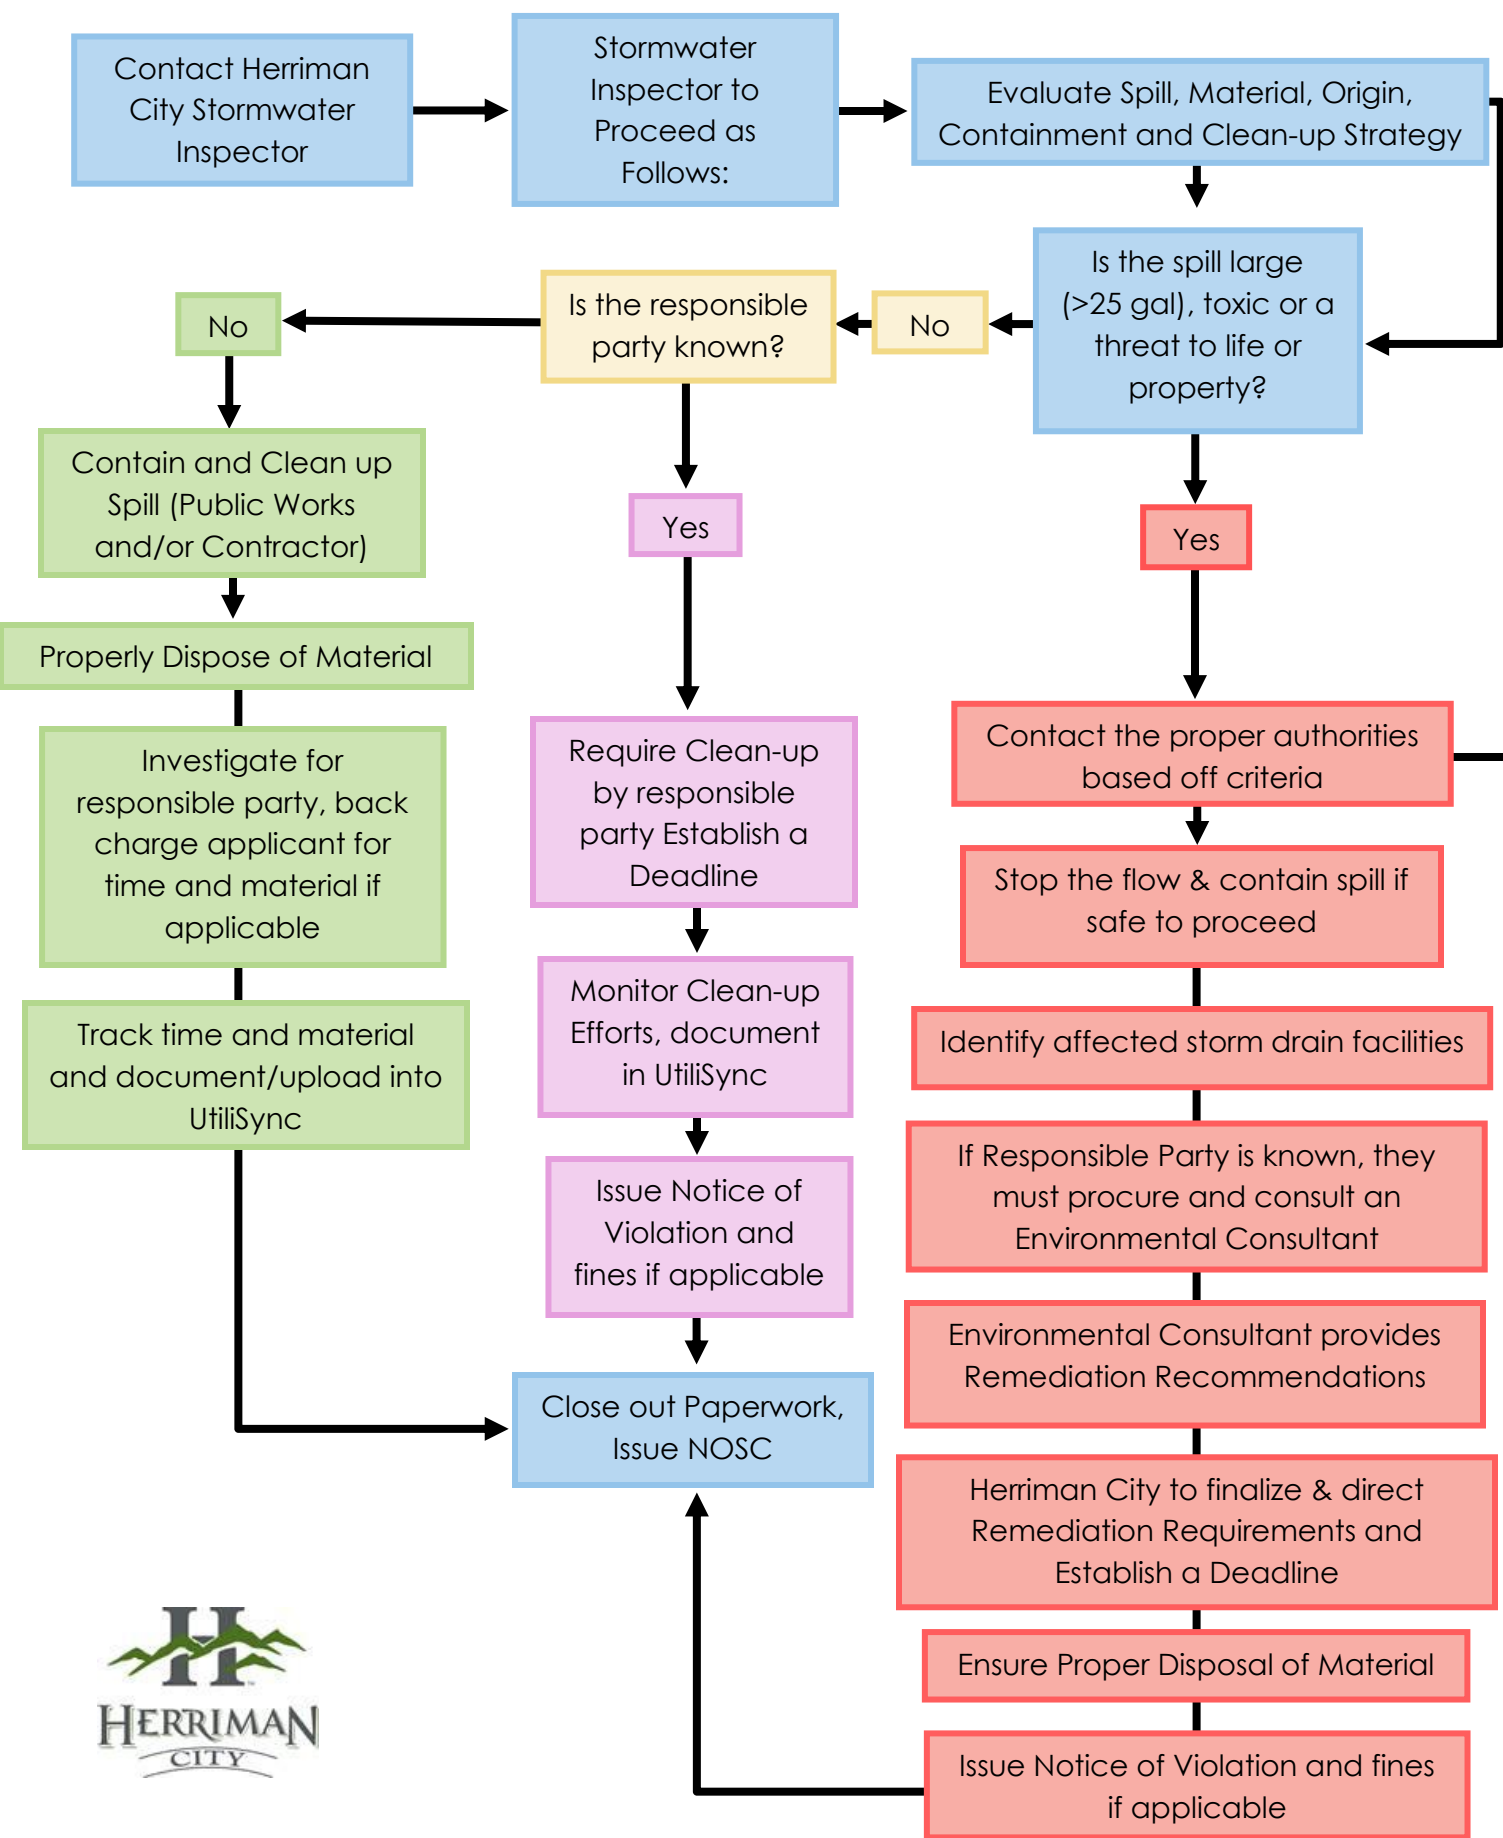 Contact Herriman
City Stormwater
Inspector
Stormwater
Inspector to
Proceed as
Follows:
Evaluate Spill, Material, Origin,
Containment and Clean-up Strategy
Is the spill large
(>25 gal), toxic or a
threat to life or
property?
No
Is the responsible
party known?
No
Contain and Clean up
Spill (Public Works
and/or Contractor)
Properly Dispose of Material
Investigate for
responsible party, back
charge applicant for
time and material if
applicable
Track time and material
and document/upload into
UtiliSync
Yes
Require Clean-up
by responsible
party Establish a
Deadline
Monitor Clean-up
Efforts, document
in UtiliSync
Issue Notice of
Violation and
fines if applicable
Close out Paperwork,
Issue NOSC
Yes
Contact the proper authorities
based off criteria
Stop the flow & contain spill if
safe to proceed
Identify affected storm drain facilities
If Responsible Party is known, they
must procure and consult an
Environmental Consultant
Environmental Consultant provides
Remediation Recommendations
Herriman City to finalize & direct
Remediation Requirements and
Establish a Deadline
Ensure Proper Disposal of Material
Issue Notice of Violation and fines
if applicable
H
HERRIMAN
CITY